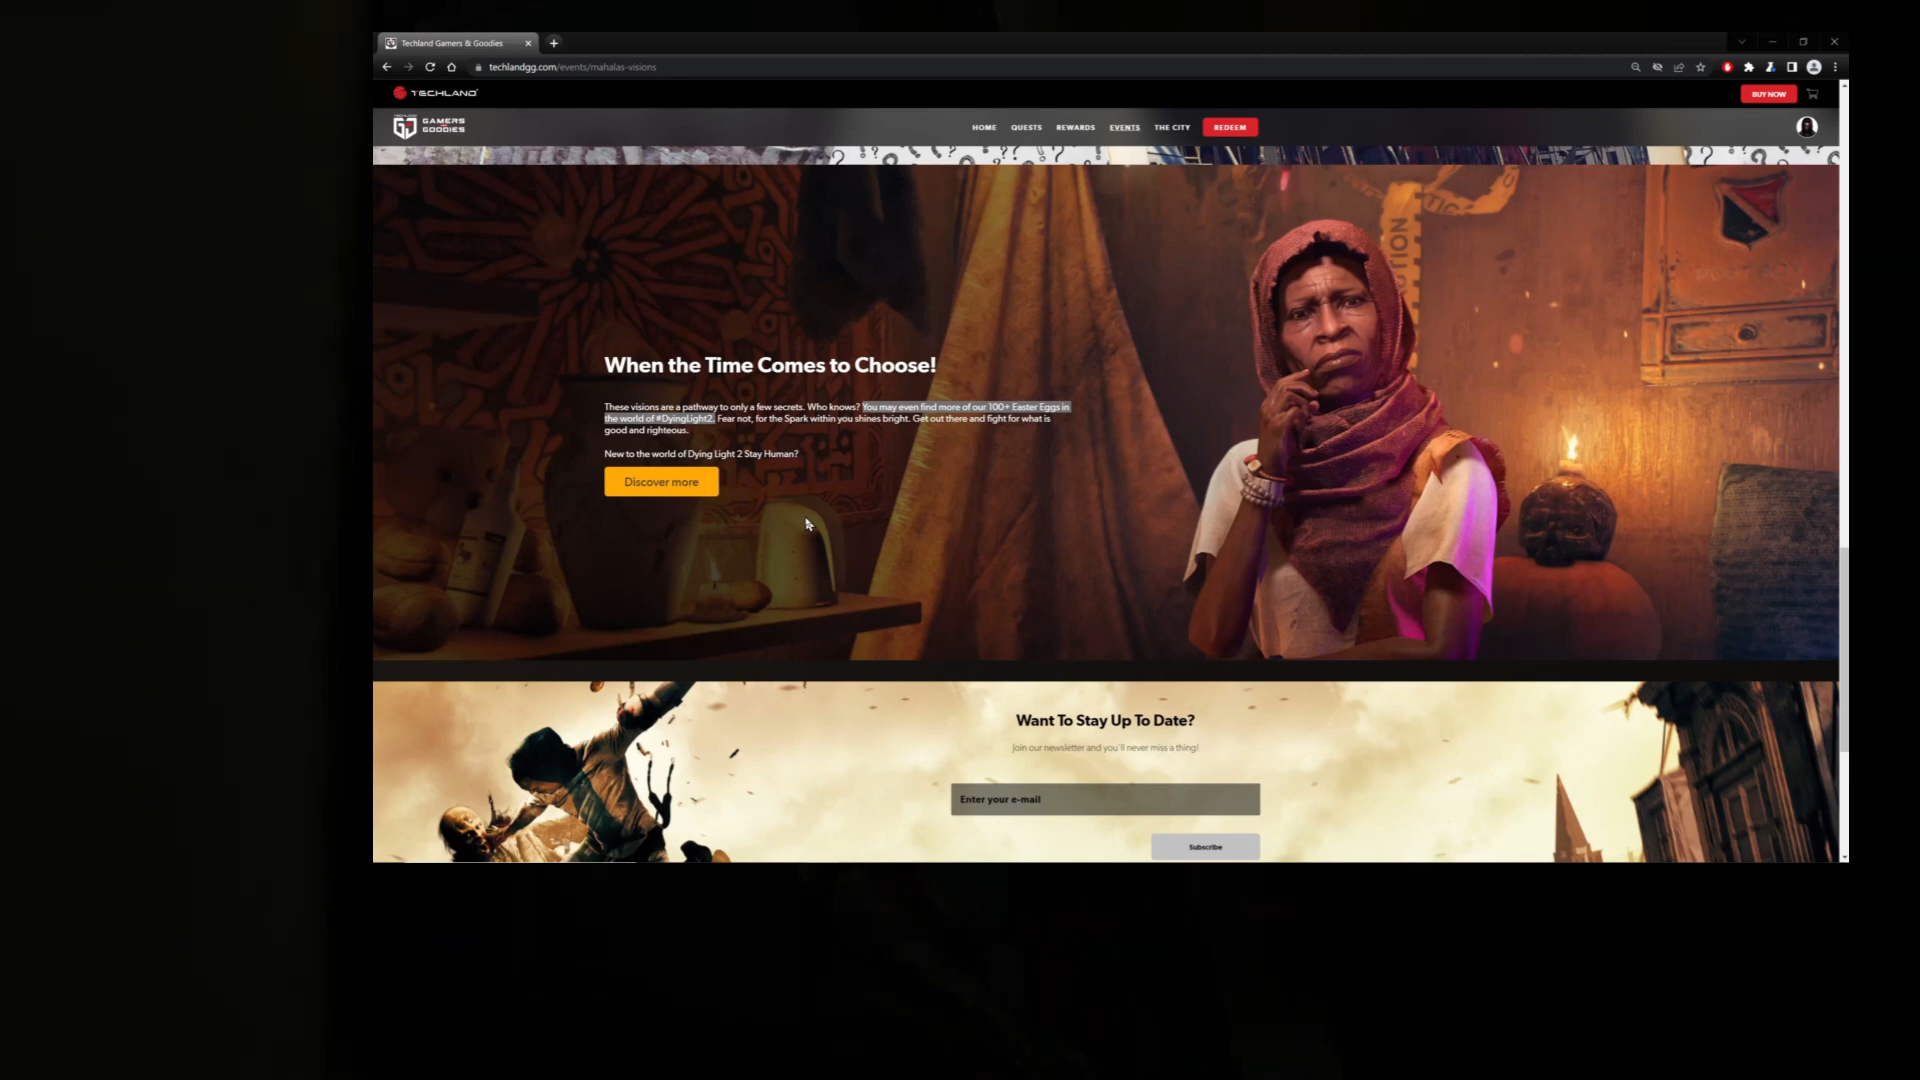 Techland Gamers & Goodies
techlandgg.com/events/mahalas-visions
TECHLAND
BUY NOW
GAMERS GOODIES
HOME QUESTS REWARDS EVENTS THE CITY REDEEM
When the Time Comes to Choose!
These visions are a pathway to only a few secrets. Who knows? You may even find more of our 100+ Easter Eggs in
the world of #DyingLight2. Fear not, for the Spark within you shines bright. Get out there and fight for what is
good and righteous.
New to the world of Dying Light 2 Stay Human?
Discover more
Want To Stay Up To Date?
Join our newsletter and you'll never miss a thing!
Enter your e-mail
Subscribe